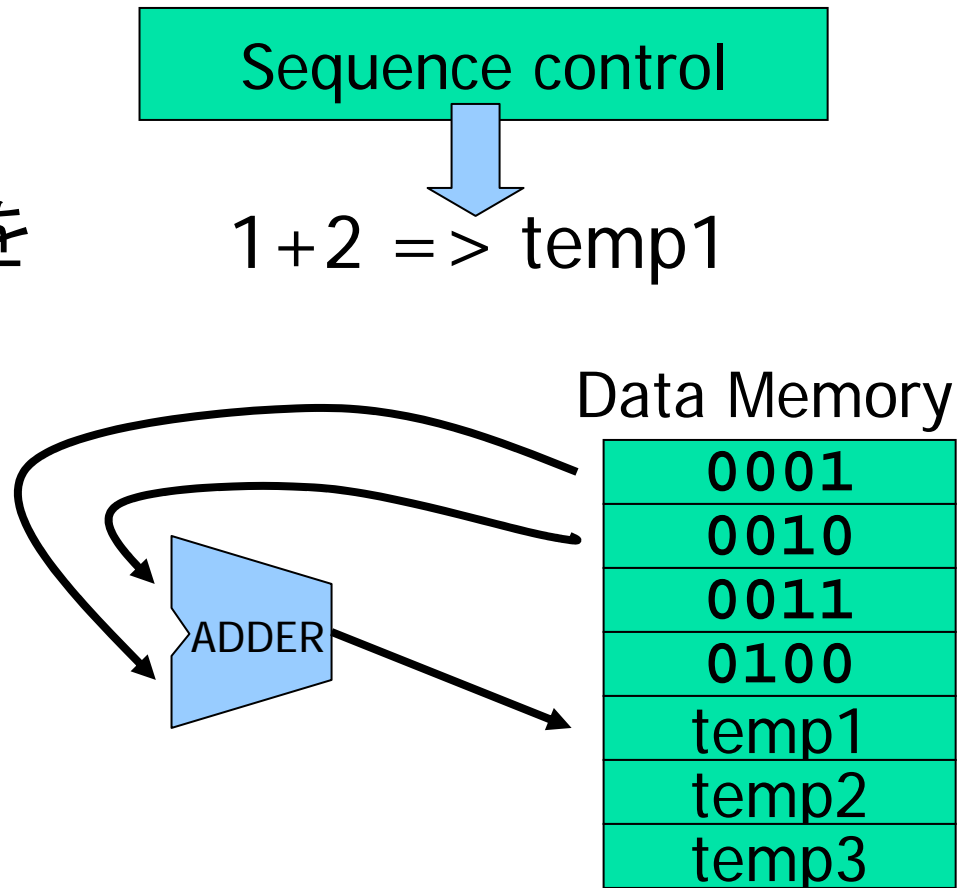 Sequence control
1+2 => temp1
Data Memory
0001
0010
0011
0100
ADDER
temp1
temp2
temp3